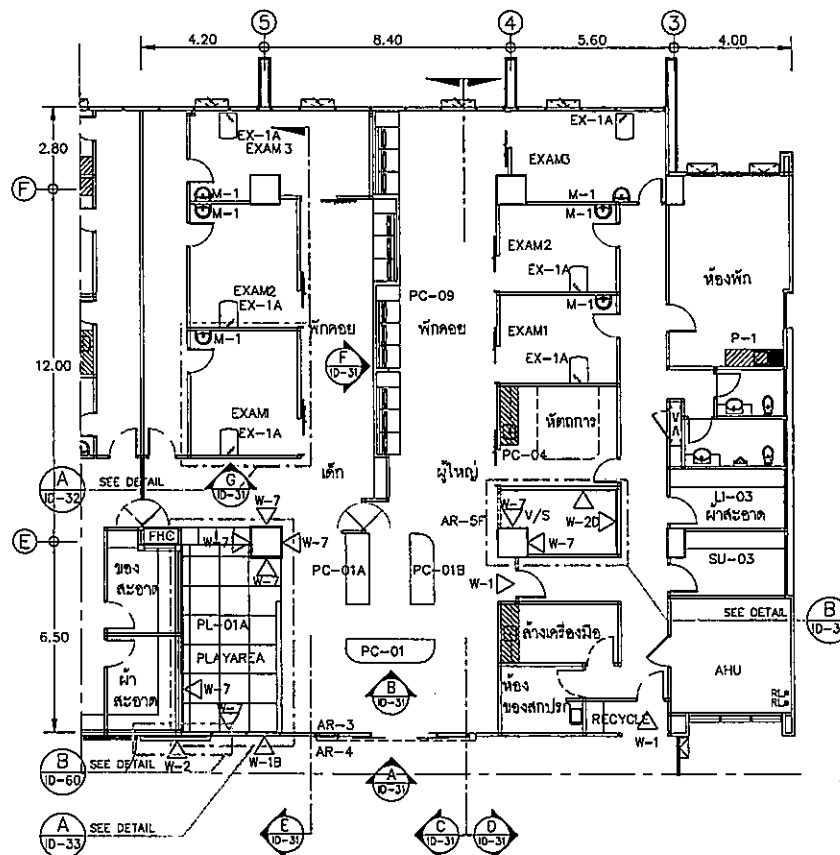 5
4
3
4.20
8.40
5.60
4.00
2.80
EX-1A
EXAM3
EX-1A
EXAM3
F
M-1
M-1
M-1
EXAM2
EX-1A
EXAM2
EX-1A
PC-09
ห้องพัก
พักคอย
พักคอย
M-1
M-1
EXAM1
P-1
12.00
F
ID-31
EX-1A
EXAM1
EX-1A
หัตถการ
PC-04
เด็ก
ผู้ใหญ่
A
ID-32
SEE DETAIL
G
ID-31
W-7
W-7
V/S
W-2D
AR-5F
LI-03
ผ้าสะอาด
E
FHC
W-7
W-7
W-7
W-7
SU-03
ของ
สะอาด
PC-01A
PC-01B
W-1
SEE DETAIL
B
6.50
PL-01A
PLAYAREA
PC-01
ล้างเครื่องมือ
AHU
ผ้า
สะอาด
W-7
B
ID-31
ห้อง
ของสกปรก
RECYCLE
AR-3
AR-4
W-1
B
ID-60
SEE DETAIL
W-2
W-1B
A
ID-31
A
ID-33
SEE DETAIL
E
ID-31
C
ID-31
D
ID-31